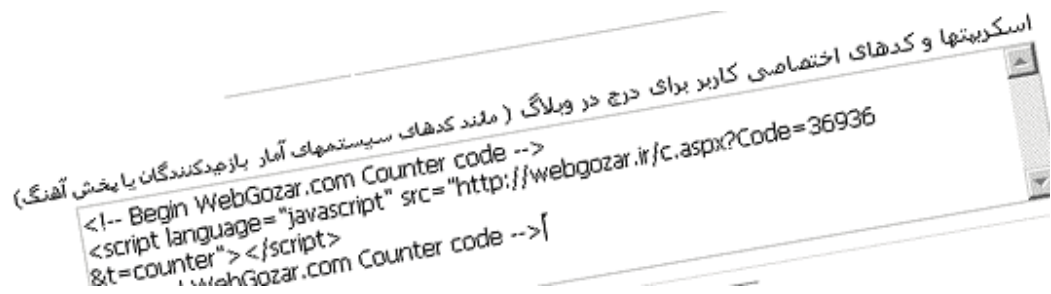 اسکریپتها و کدهای اختصاصی کاربر برای درج در وبلاگ ( مانند کدهای سیستمهای آمار بازدیدکنندگان یا پخش آهنگ)
<!-- Begin WebGozar.com Counter code -->
<script language="javascript" src="http://webgozar.ir/c.aspx?Code=36936
&t=counter"></script>
WebGozar.com Counter code -->